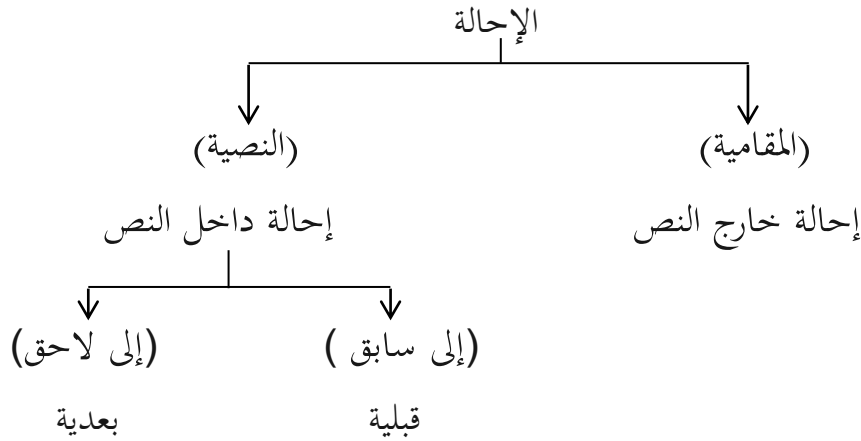 الإحالة
(المقامية)
(النصية)
إحالة خارج النص
إحالة داخل النص
(إلى سابق )
(إلى لاحق)
قبلية
بعدية